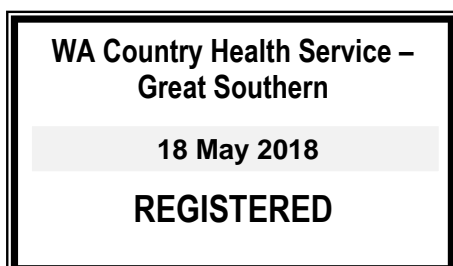 WA Country Health Service –
Great Southern
18 May 2018
REGISTERED